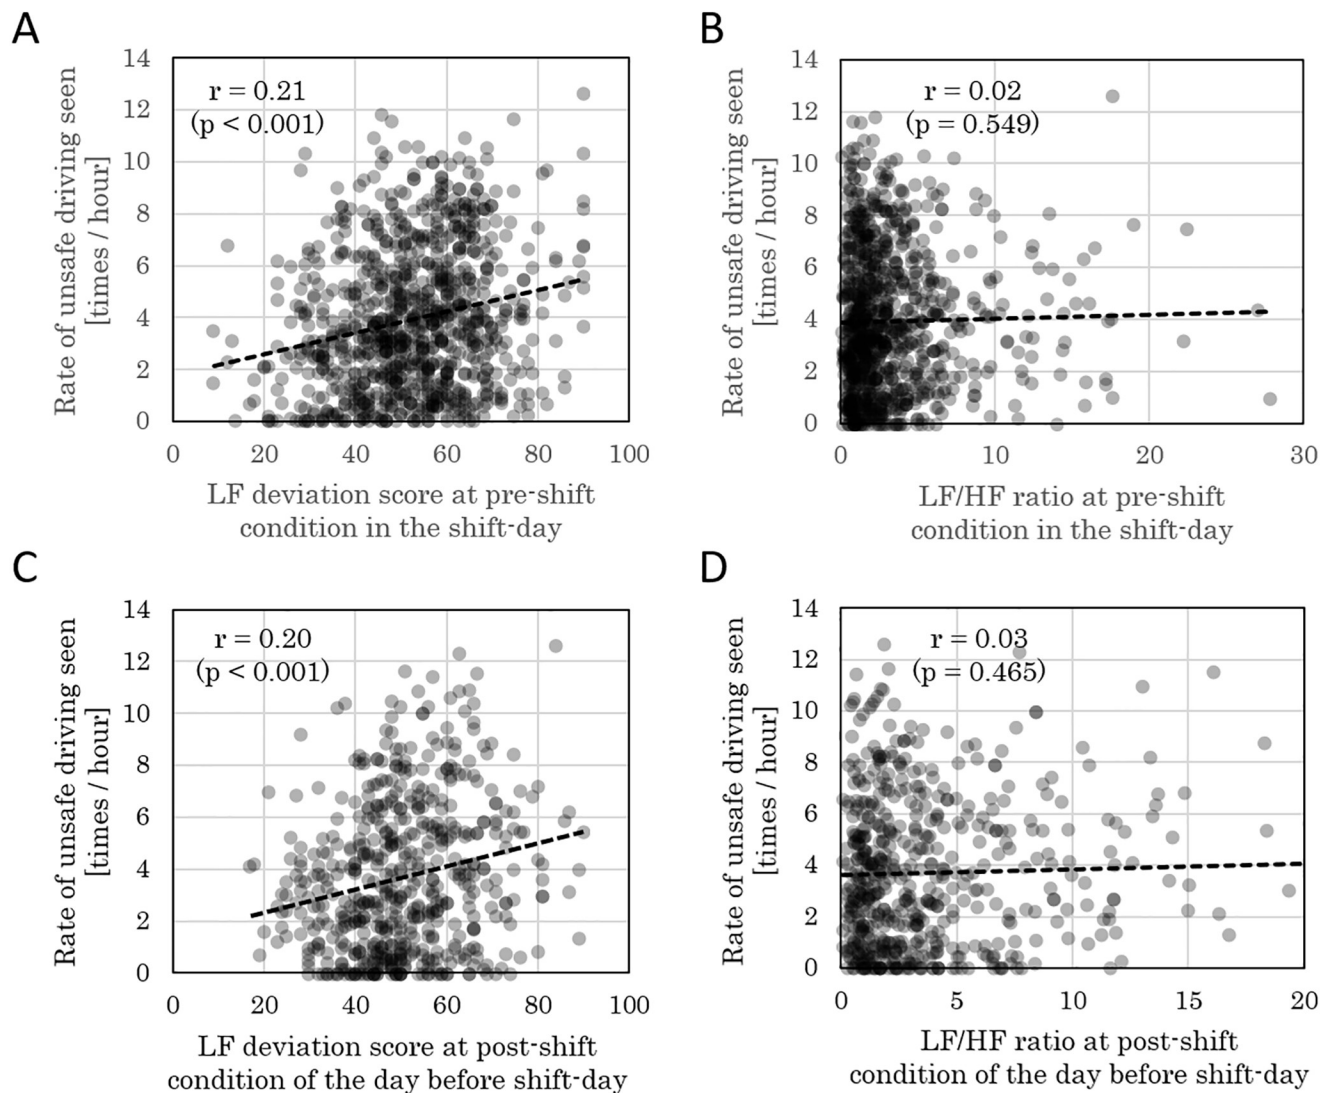 A
14
12
10
8
6
4
2
0
Rate of unsafe driving seen
[times / hour]
r = 0.21
(p < 0.001)
0 20 40 60 80 100
LF deviation score at pre-shift
condition in the shift-day
B
14
12
10
8
6
4
2
0
Rate of unsafe driving seen
[times / hour]
r = 0.02
(p = 0.549)
0 10 20 30
LF/HF ratio at pre-shift
condition in the shift-day
C
14
12
10
8
6
4
2
0
Rate of unsafe driving seen
[times / hour]
r = 0.20
(p < 0.001)
0 20 40 60 80 100
LF deviation score at post-shift
condition of the day before shift-day
D
14
12
10
8
6
4
2
0
Rate of unsafe driving seen
[times / hour]
r = 0.03
(p = 0.465)
0 5 10 15 20
LF/HF ratio at post-shift
condition of the day before shift-day